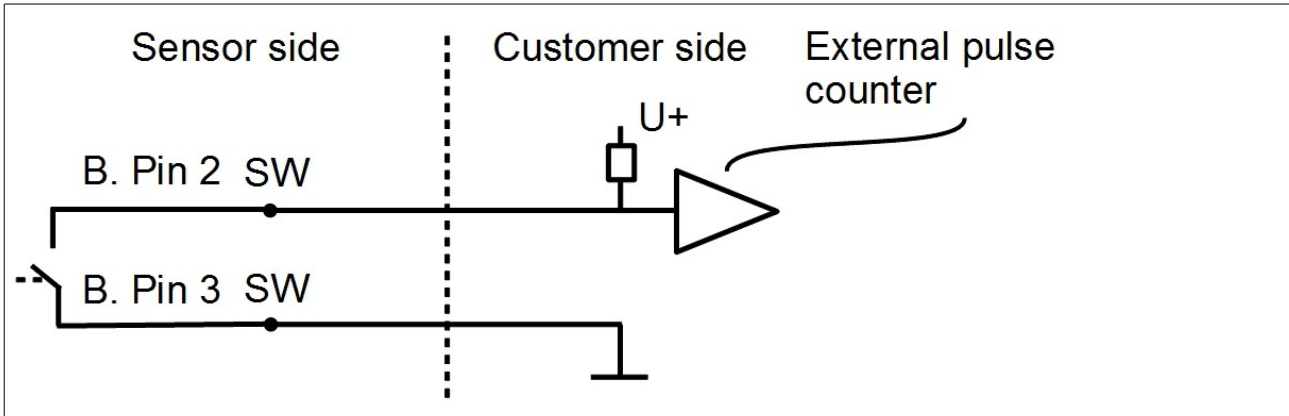 Sensor side
Customer side
External pulse
counter
U+
B. Pin 2 SW
B. Pin 3 SW